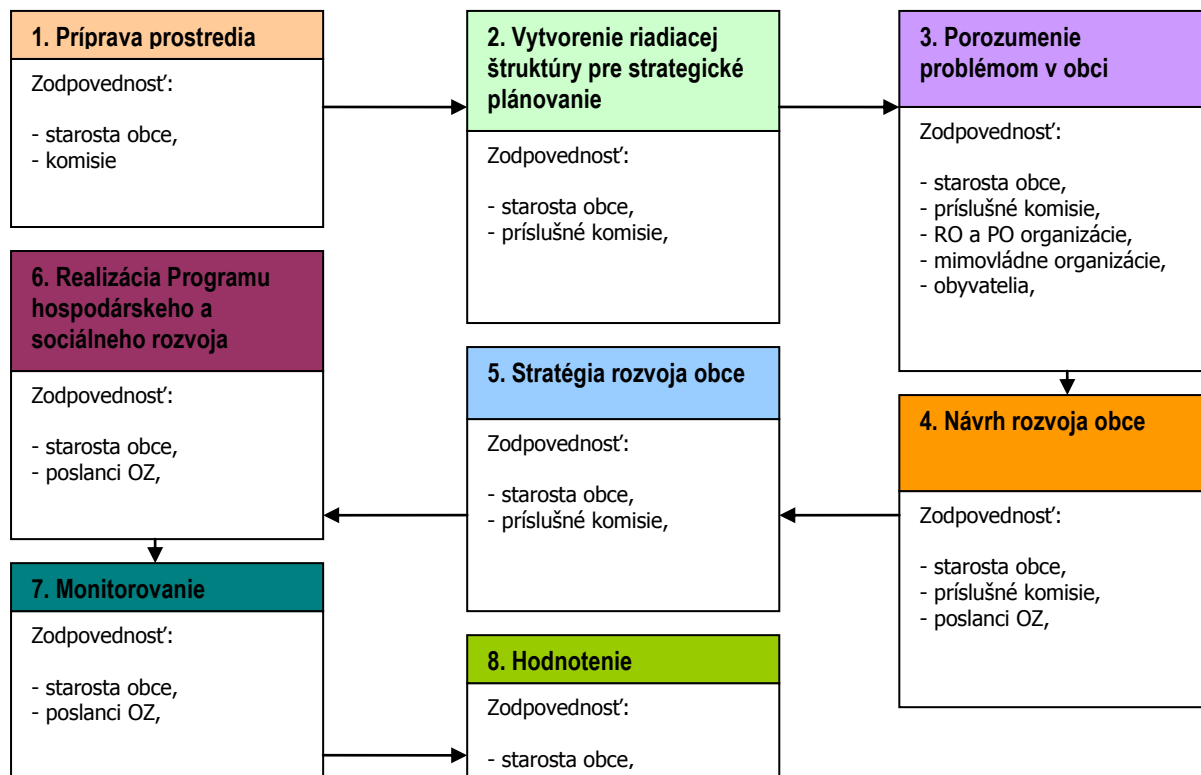 1. Príprava prostredia
Zodpovednosť:
- starosta obce,
- komisie
2. Vytvorenie riadiacej
štruktúry pre strategické
plánovanie
Zodpovednosť:
- starosta obce,
- príslušné komisie,
3. Porozumenie
problémom v obci
Zodpovednosť:
- starosta obce,
- príslušné komisie,
- RO a PO organizácie,
- mimovládne organizácie,
- obyvatelia,
4. Návrh rozvoja obce
Zodpovednosť:
- starosta obce,
- príslušné komisie,
- poslanci OZ,
5. Stratégia rozvoja obce
Zodpovednosť:
- starosta obce,
- príslušné komisie,
6. Realizácia Programu
hospodárskeho a
sociálneho rozvoja
Zodpovednosť:
- starosta obce,
- poslanci OZ,
7. Monitorovanie
Zodpovednosť:
- starosta obce,
- poslanci OZ,
8. Hodnotenie
Zodpovednosť:
- starosta obce,